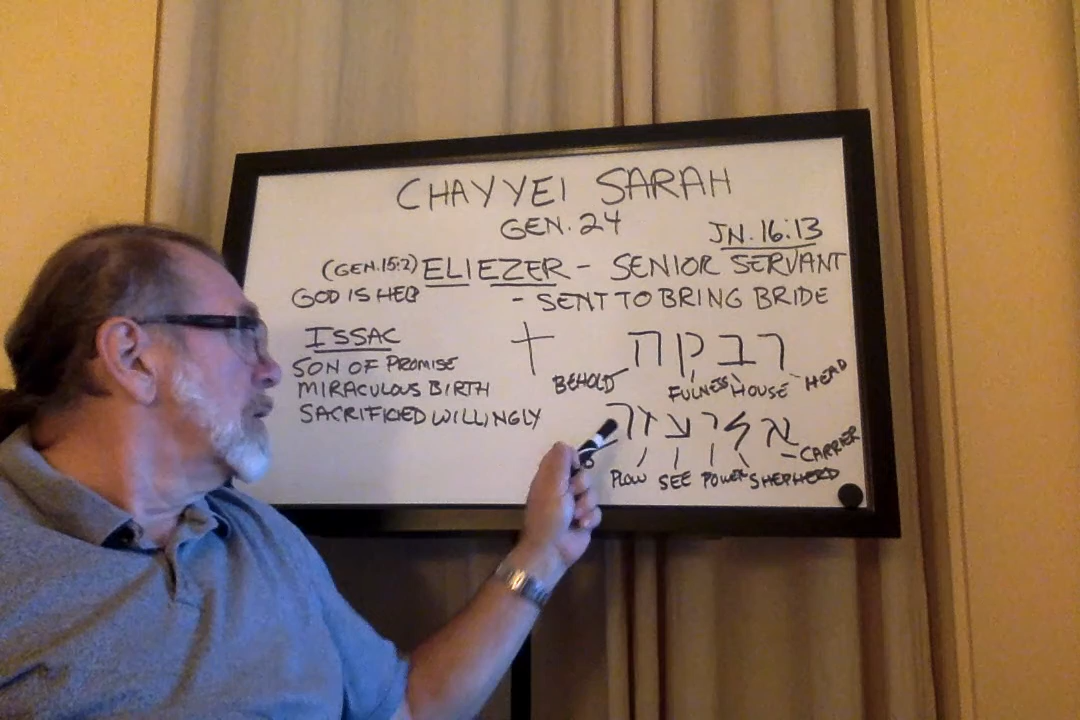 CHAYYEI SARAH
GEN. 24
JN. 16:13
(GEN. 15:2) ELIEZER - SENIOR SERVANT
GOD IS HELP
- SENT TO BRING BRIDE
ISSAC
SON OF PROMISE
MIRACULOUS BIRTH
SACRIFICED WILLINGLY
רבקה
BEHOLD FULNESS HOUSE HEAD
אליעזר
PLOW SEE POWER SHEPHERD CARRIER